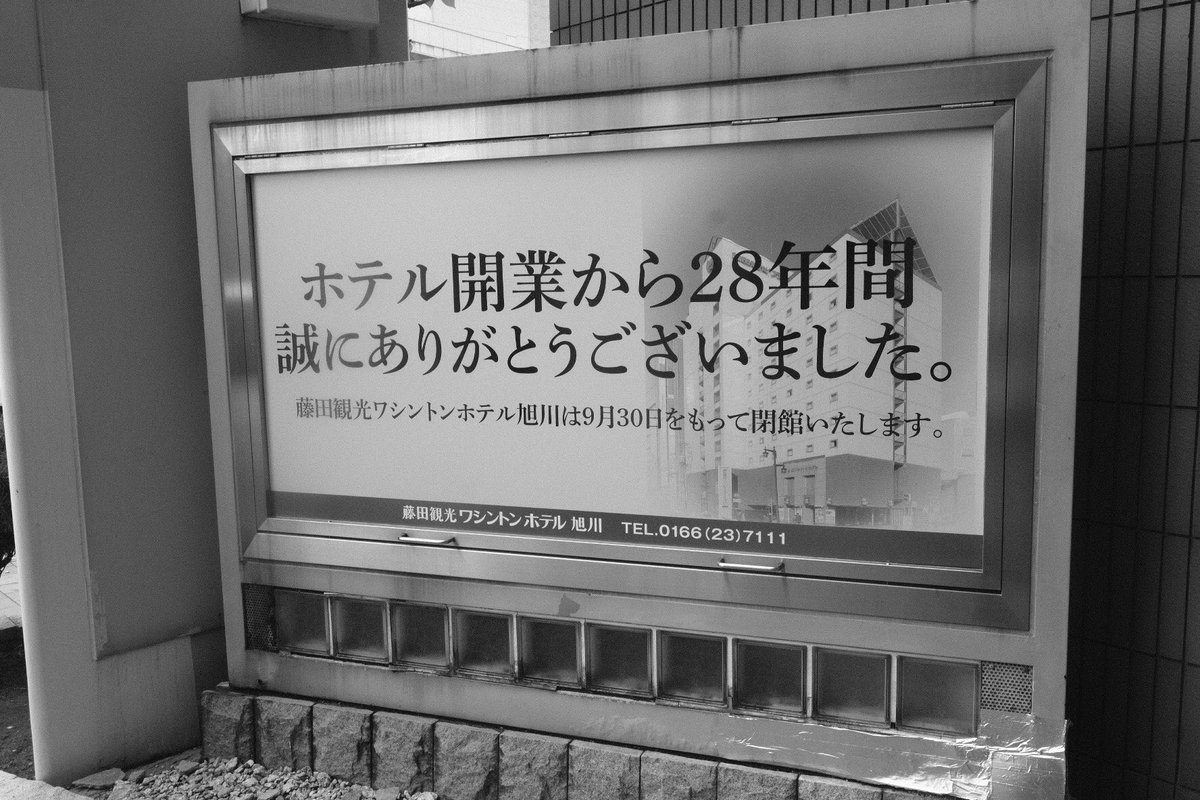 ホテル開業から28年間
誠にありがとうございました。
藤田観光ワシントンホテル旭川は9月30日をもって閉館いたします。
藤田観光ワシントンホテル 旭川 TEL.0166(23)7111